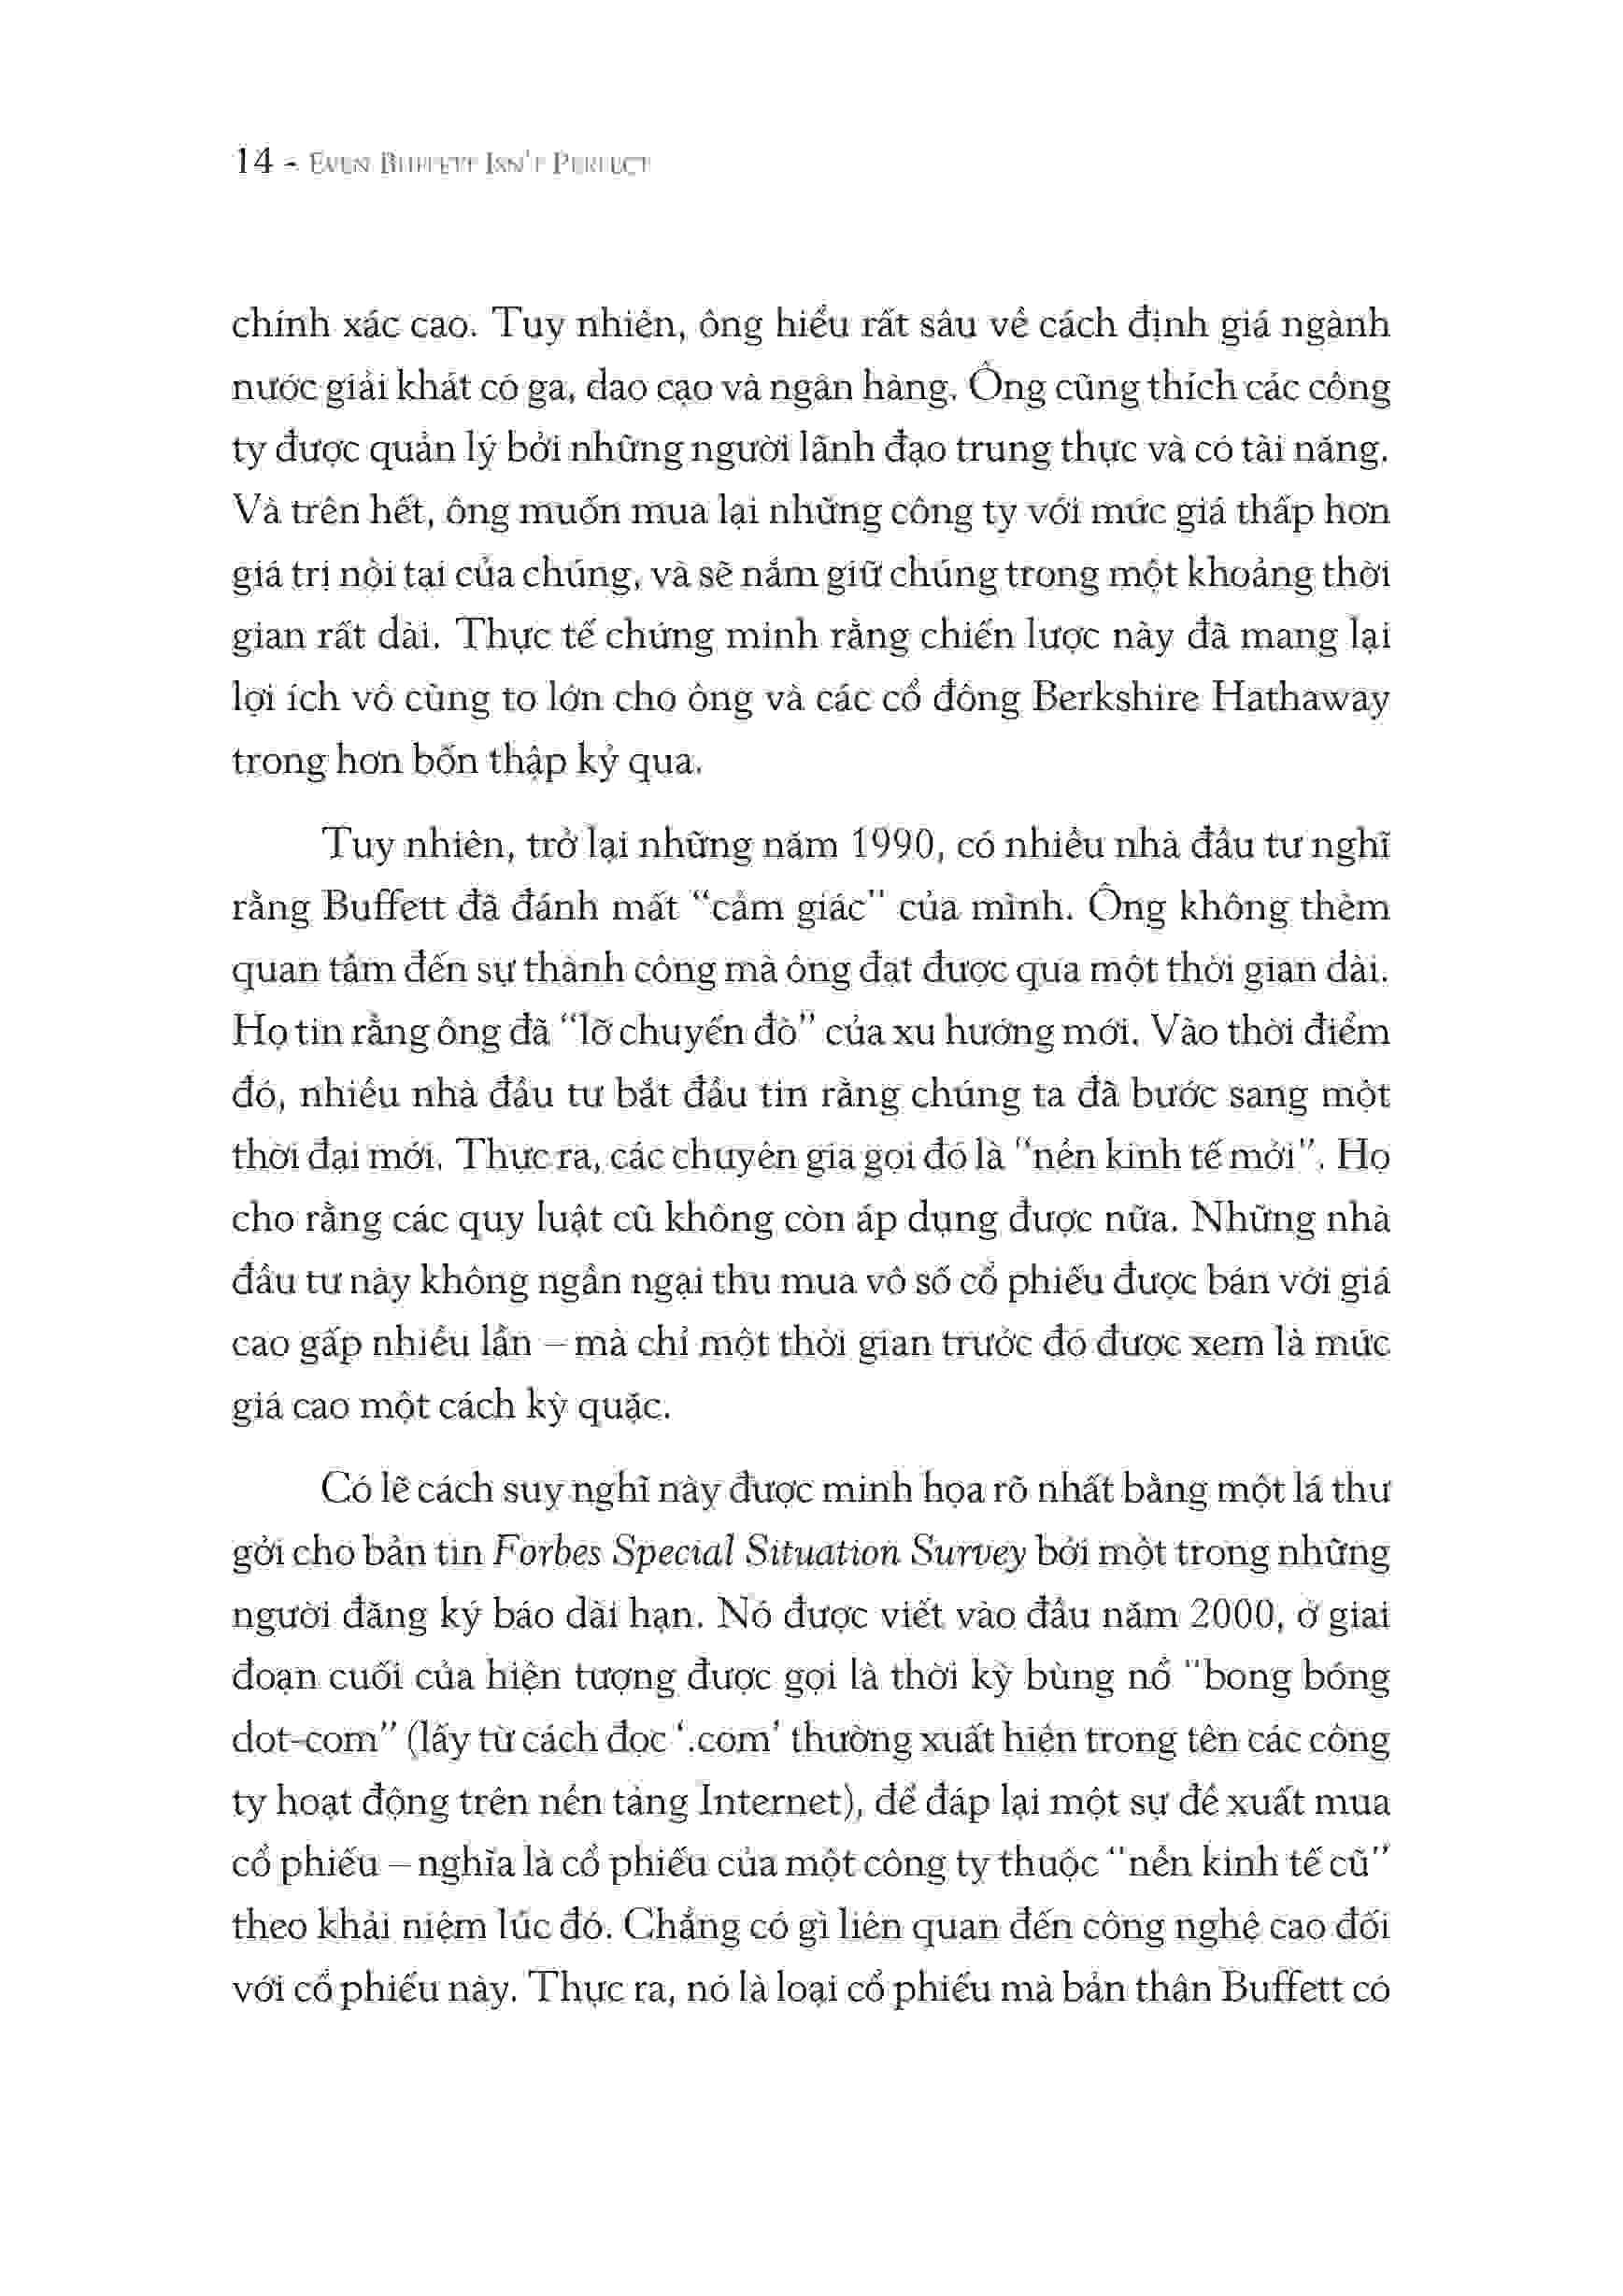 14 - Even Buffett Isn't Perfect
chính xác cao. Tuy nhiên, ông hiểu rất sâu về cách định giá ngành
nước giải khát có ga, dao cạo và ngân hàng. Ông cũng thích các công
ty được quản lý bởi những người lãnh đạo trung thực và có tài năng.
Và trên hết, ông muốn mua lại những công ty với mức giá thấp hơn
giá trị nội tại của chúng, và sẽ nắm giữ chúng trong một khoảng thời
gian rất dài. Thực tế chứng minh rằng chiến lược này đã mang lại
lợi ích vô cùng to lớn cho ông và các cổ đông Berkshire Hathaway
trong hơn bốn thập kỷ qua.
Tuy nhiên, trở lại những năm 1990, có nhiều nhà đầu tư nghĩ
rằng Buffett đã đánh mất “cảm giác” của mình. Ông không thèm
quan tâm đến sự thành công mà ông đạt được qua một thời gian dài.
Họ tin rằng ông đã “lỡ chuyến đò” của xu hướng mới. Vào thời điểm
đó, nhiều nhà đầu tư bắt đầu tin rằng chúng ta đã bước sang một
thời đại mới. Thực ra, các chuyên gia gọi đó là “nền kinh tế mới”. Họ
cho rằng các quy luật cũ không còn áp dụng được nữa. Những nhà
đầu tư này không ngần ngại thu mua vô số cổ phiếu được bán với giá
cao gấp nhiều lần – mà chỉ một thời gian trước đó được xem là mức
giá cao một cách kỳ quặc.
Có lẽ cách suy nghĩ này được minh họa rõ nhất bằng một lá thư
gởi cho bản tin Forbes Special Situation Survey bởi một trong những
người đăng ký báo dài hạn. Nó được viết vào đầu năm 2000, ở giai
đoạn cuối của hiện tượng được gọi là thời kỳ bùng nổ “bong bóng
dot-com” (lấy từ cách đọc ‘.com’ thường xuất hiện trong tên các công
ty hoạt động trên nền tảng Internet), để đáp lại một sự đề xuất mua
cổ phiếu – nghĩa là cổ phiếu của một công ty thuộc “nền kinh tế cũ”
theo khái niệm lúc đó. Chẳng có gì liên quan đến công nghệ cao đối
với cổ phiếu này. Thực ra, nó là loại cổ phiếu mà bản thân Buffett có